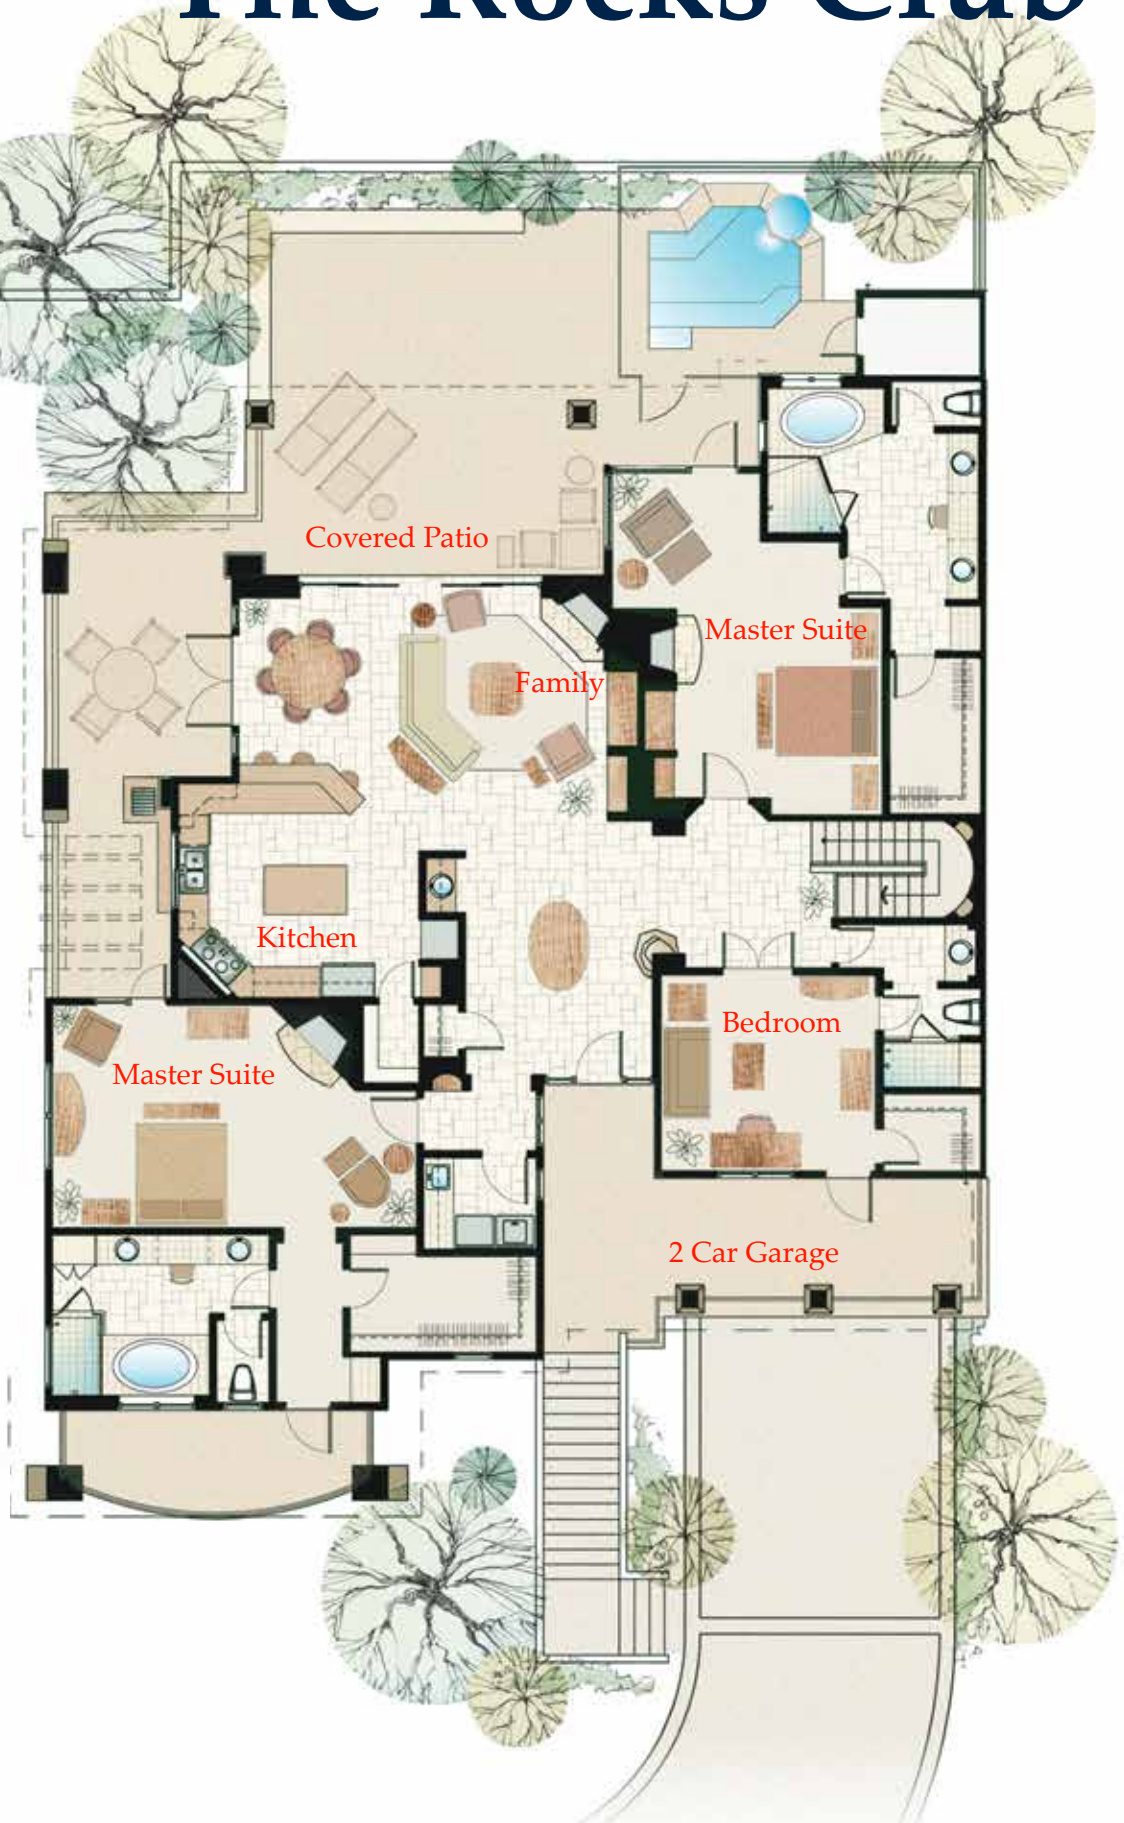 The Rocks Club
Covered Patio
Master Suite
Family
Kitchen
Bedroom
Master Suite
2 Car Garage